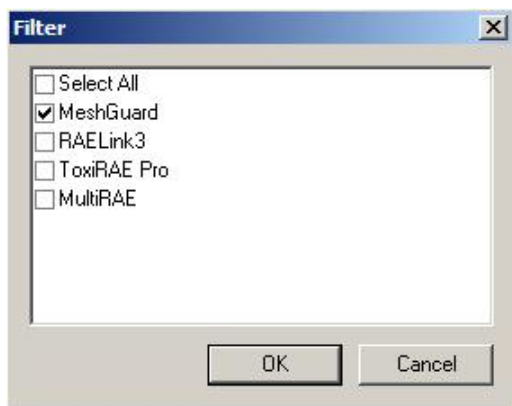 Filter
Select All
MeshGuard
RAELink3
ToxiRAE Pro
MultiRAE
OK
Cancel